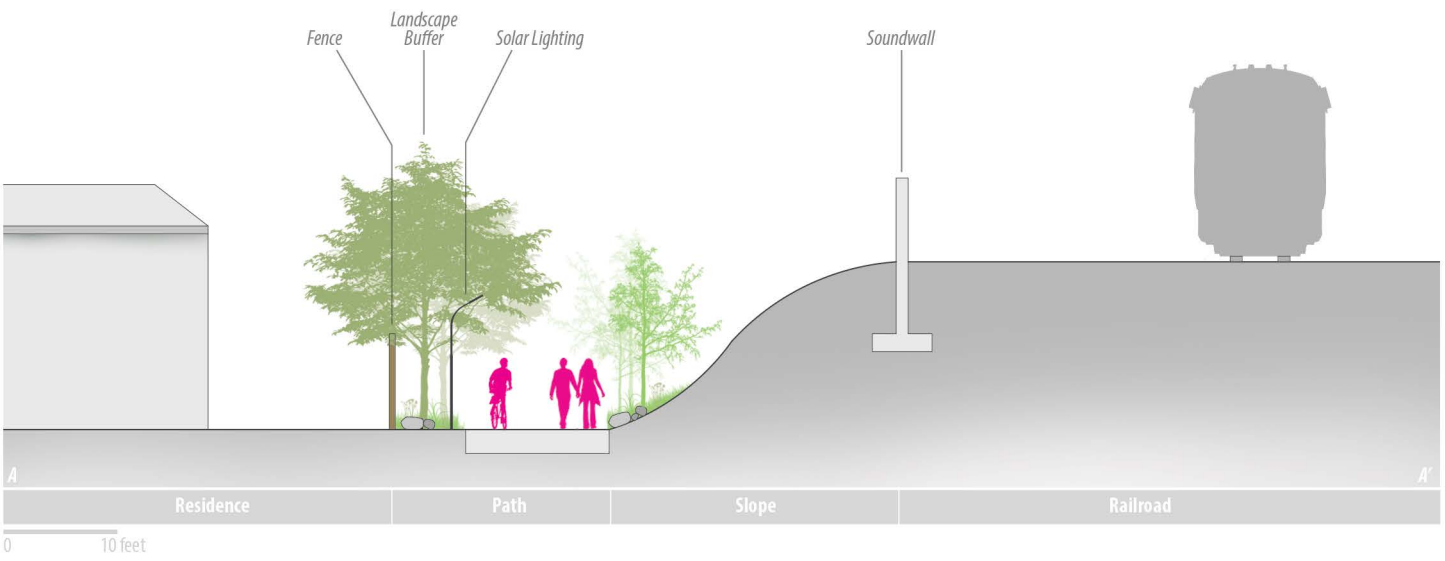 Landscape
Buffer
Fence
Solar Lighting
Soundwall
A
A’
Residence
Path
Slope
Railroad
0
10 feet